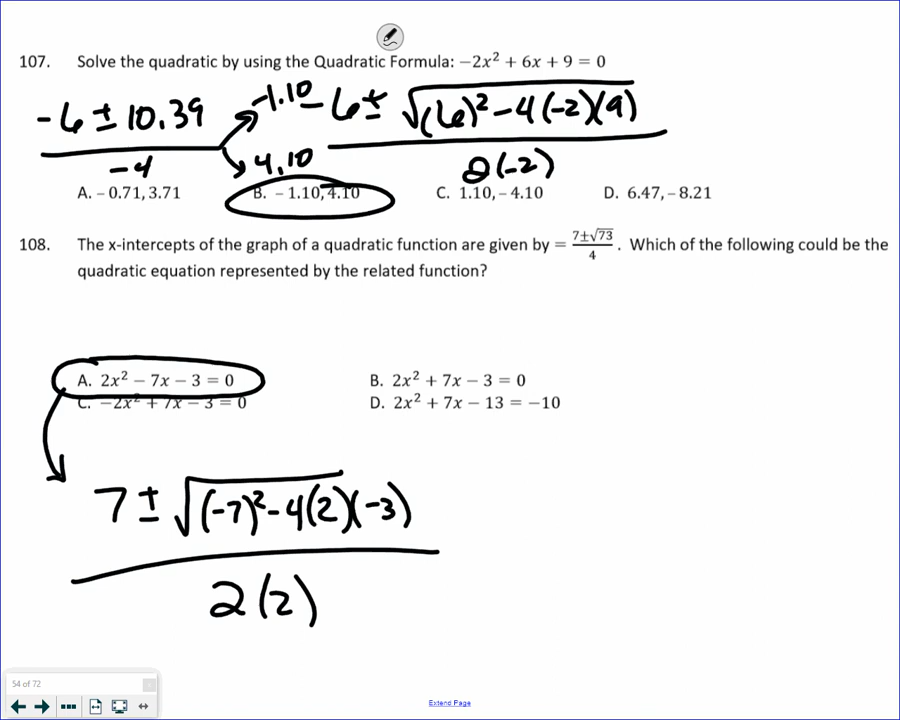 107. Solve the quadratic by using the Quadratic Formula: −2x² + 6x + 9 = 0
-6 ± 10.39 / -4 → -1.10 → 4.10
-6 ± √(6)² - 4(-2)(9) / 2(-2)
A. – 0.71, 3.71 B. – 1.10, 4.10 C. 1.10, – 4.10 D. 6.47, – 8.21
108. The x-intercepts of the graph of a quadratic function are given by = (7±√73)/4 . Which of the following could be the
quadratic equation represented by the related function?
A. 2x² − 7x − 3 = 0 B. 2x² + 7x − 3 = 0
C. −2x² + 7x − 3 = 0 D. 2x² + 7x − 13 = −10
7 ± √(-7)² - 4(2)(-3)
2(2)
54 of 72
Extend Page